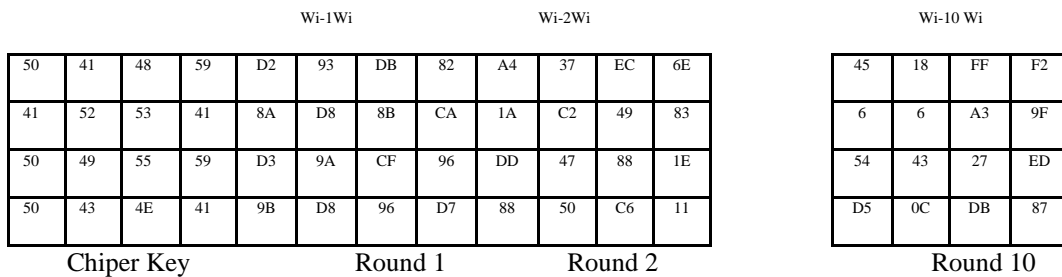 Wi-1Wi Wi-2Wi Wi-10 Wi
50 41 48 59 D2 93 DB 82 A4 37 EC 6E 45 18 FF F2
41 52 53 41 8A D8 8B CA 1A C2 49 83 6 6 A3 9F
50 49 55 59 D3 9A CF 96 DD 47 88 1E 54 43 27 ED
50 43 4E 41 9B D8 96 D7 88 50 C6 11 D5 0C DB 87
Chiper Key Round 1 Round 2 Round 10